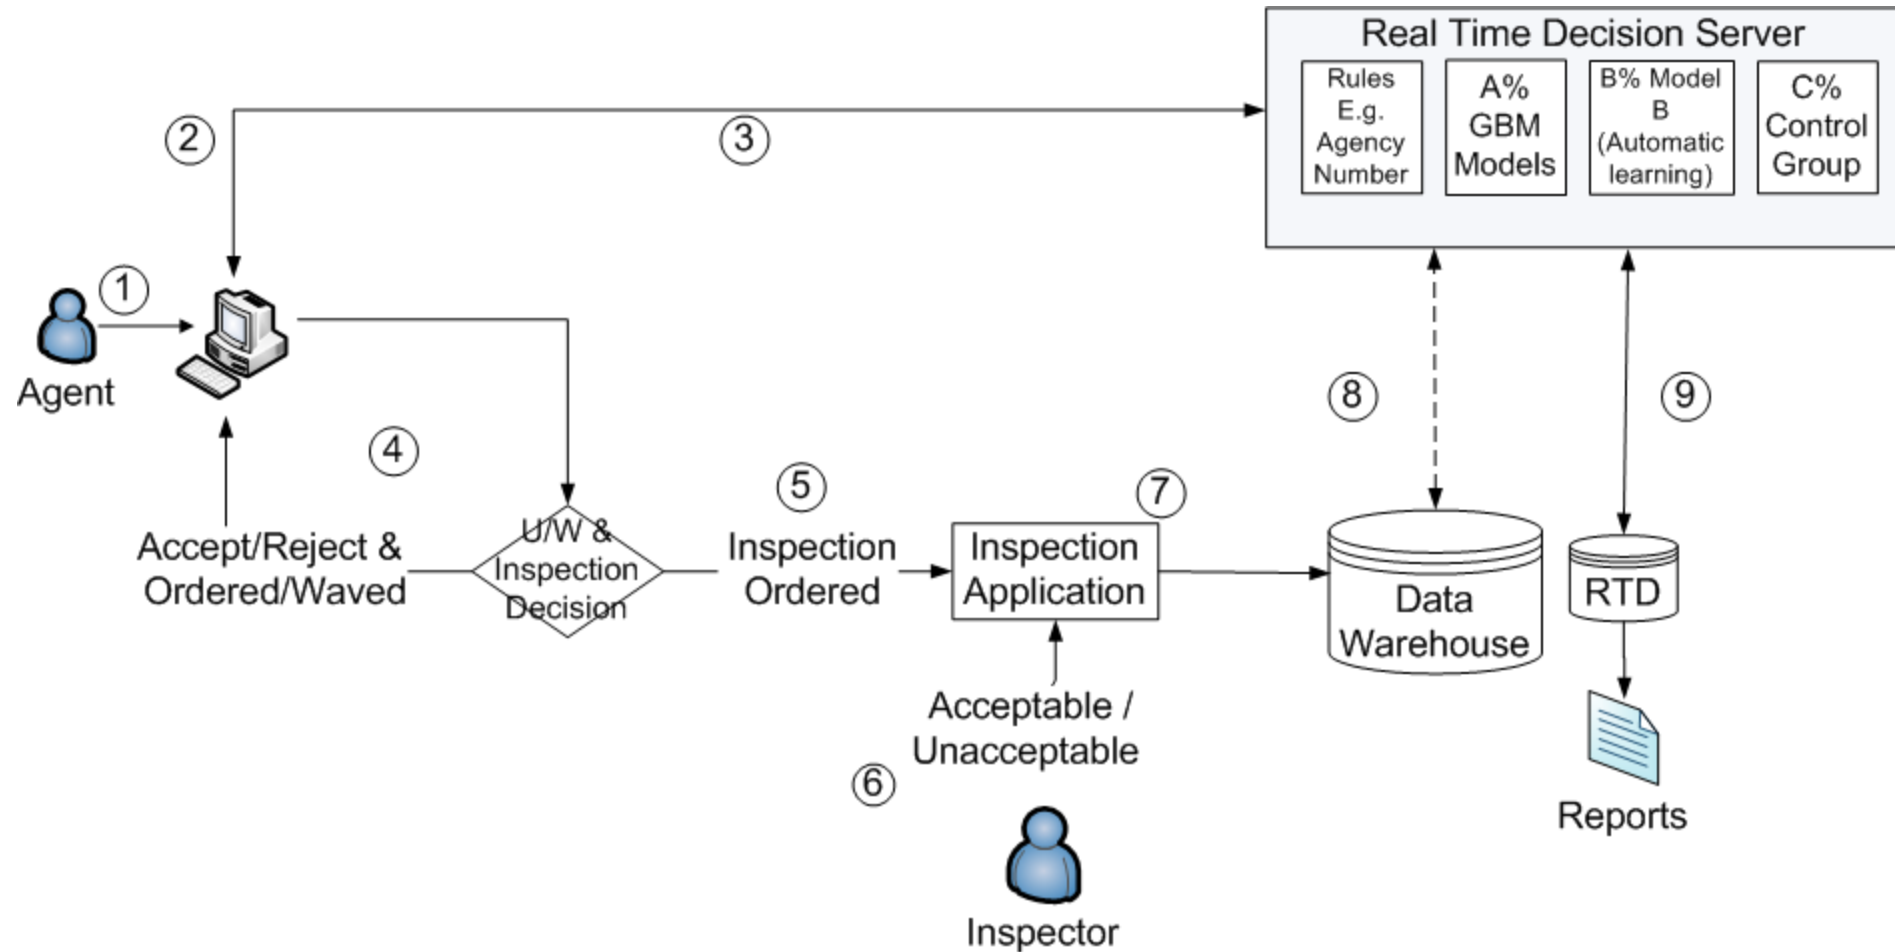 Real Time Decision Server
Rules
E.g.
Agency
Number
A%
GBM
Models
B% Model
B
(Automatic
learning)
C%
Control
Group
2
3
1
Agent
8
9
4
5
7
Accept/Reject &
Ordered/Waved
U/W &
Inspection
Decision
Inspection
Ordered
Inspection
Application
Data
Warehouse
RTD
Acceptable /
Unacceptable
6
Reports
Inspector